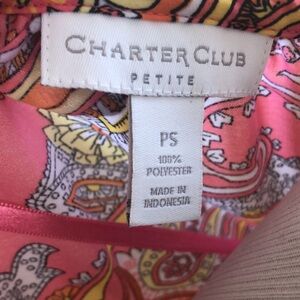 CHARTER CLUB
PETITE
PS
100%
POLYESTER
MADE IN
INDONESIA